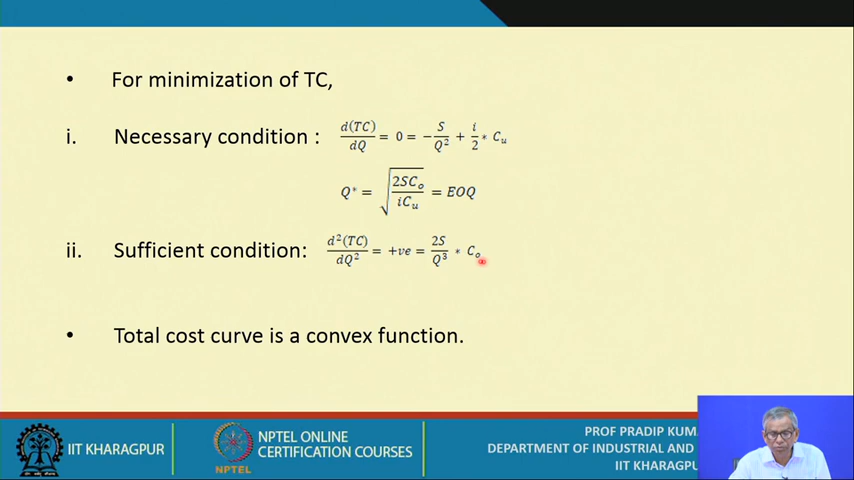 • For minimization of TC,
i. Necessary condition : d(TC)/dQ = 0 = − S/Q² + i/2 * Cᵤ
Q* = √(2SCₒ/iCᵤ) = EOQ
ii. Sufficient condition: d²(TC)/dQ² = +ve = 2S/Q³ * Cₒ
• Total cost curve is a convex function.
IIT KHARAGPUR
NPTEL
NPTEL ONLINE
CERTIFICATION COURSES
PROF PRADIP KUM
DEPARTMENT OF INDUSTRIAL AND
IIT KHARAGPU